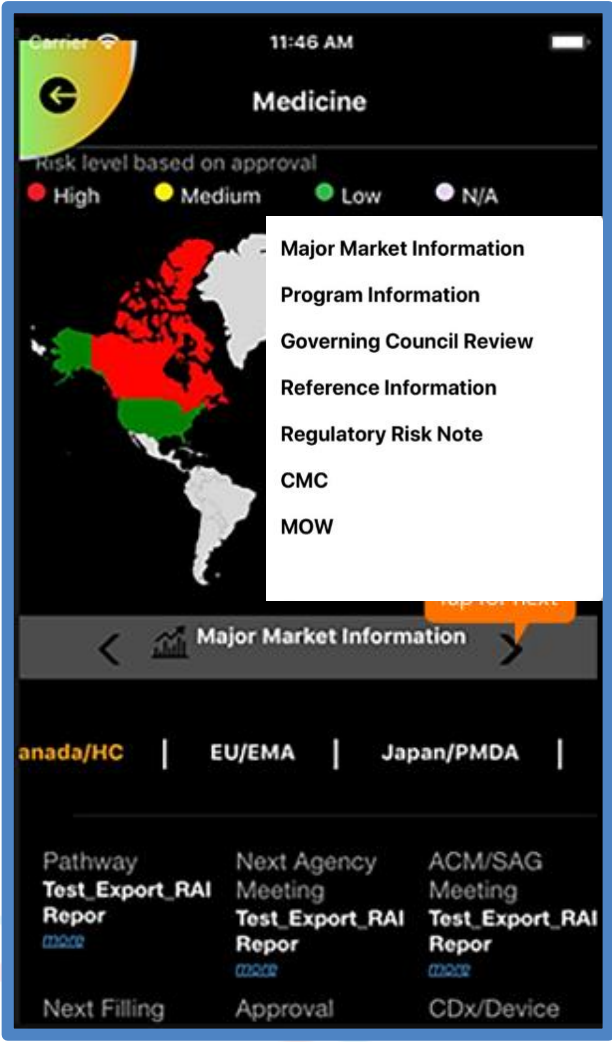 Carrier 11:46 AM
Medicine
Risk level based on approval
High Medium Low N/A
Major Market Information
Program Information
Governing Council Review
Reference Information
Regulatory Risk Note
CMC
MOW
Tap for next
Major Market Information
anada/HC | EU/EMA | Japan/PMDA |
Pathway
Test_Export_RAI
Repor
more
Next Agency
Meeting
Test_Export_RAI
Repor
more
ACM/SAG
Meeting
Test_Export_RAI
Repor
more
Next Filling Approval CDx/Device